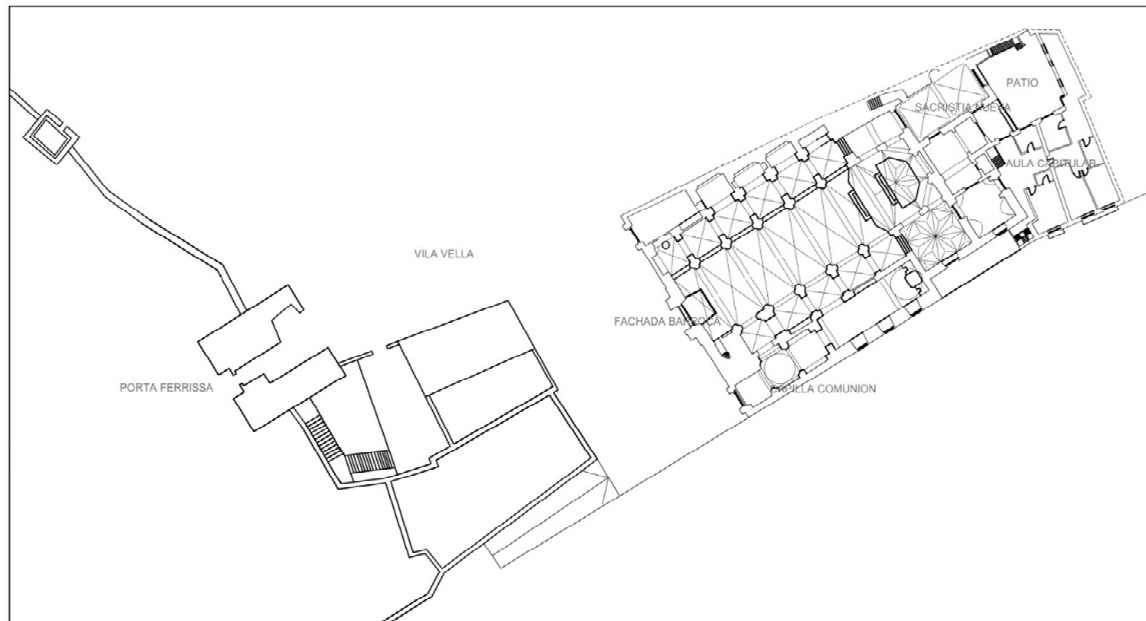 PATIO
SACRISTIA NUEVA
AULA CAPITULAR
VILA VELLA
FACHADA BARROCA
PORTA FERRISSA
CAPILLA COMUNION